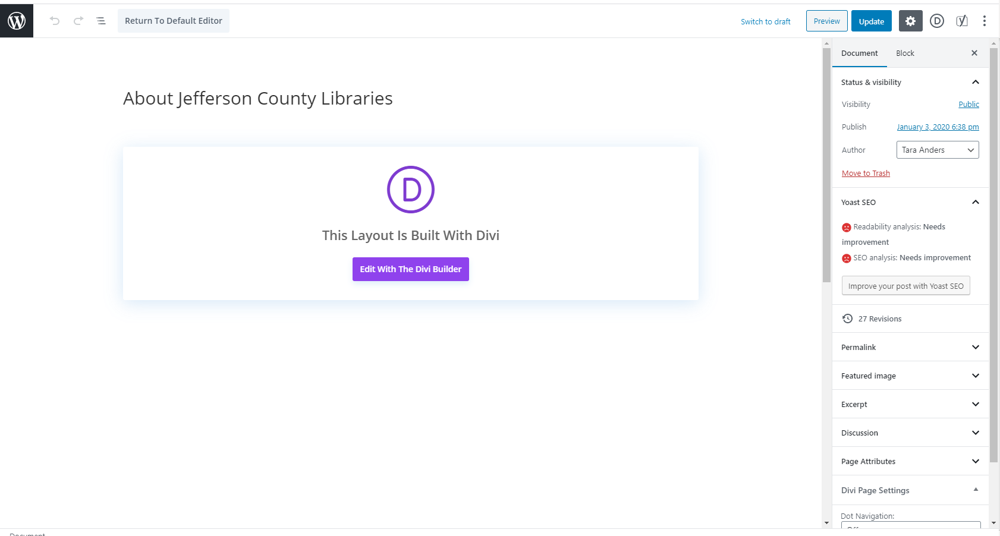 Return To Default Editor
Switch to draft
Preview
Update
Document
Block
About Jefferson County Libraries
This Layout Is Built With Divi
Edit With The Divi Builder
Status & visibility
Visibility
Public
Publish
January 3, 2020 6:38 pm
Author
Tara Anders
Move to Trash
Yoast SEO
Readability analysis: Needs
improvement
SEO analysis: Needs improvement
Improve your post with Yoast SEO
27 Revisions
Permalink
Featured image
Excerpt
Discussion
Page Attributes
Divi Page Settings
Dot Navigation:
Off
Document